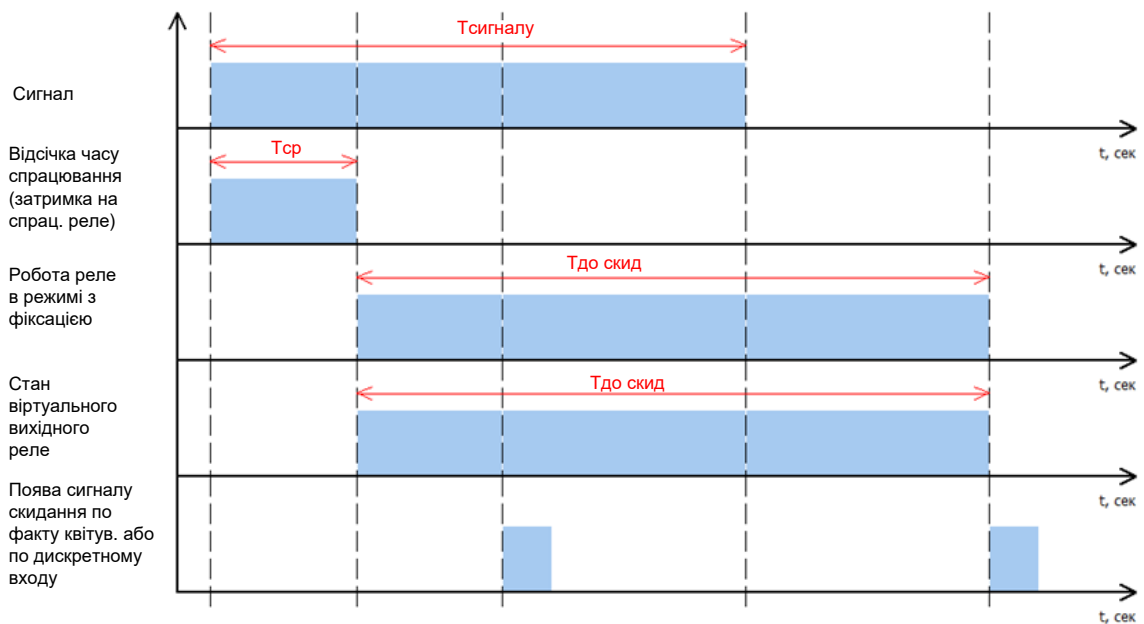 Тсигналу
Сигнал
t, сек
Відсічка часу
спрацювання
(затримка на
спрац. реле)
Тср
t, сек
Робота реле
в режимі з
фіксацією
Тдо скид
t, сек
Стан
віртуального
вихідного
реле
Тдо скид
t, сек
Поява сигналу
скидання по
факту квітув. або
по дискретному
входу
t, сек